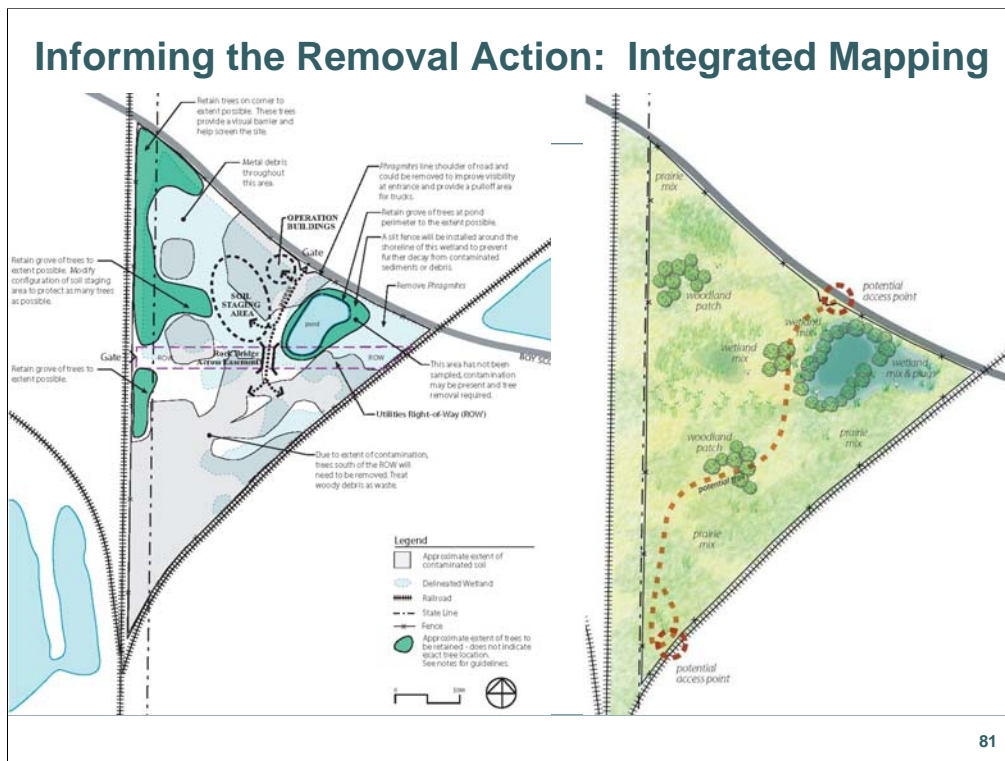 Informing the Removal Action: Integrated Mapping
Retain trees on corner to
extent possible. These trees
provide a visual barrier and
help screen the site.
Metal debris
throughout
this area.
Phragmites line shoulder of road and
could be removed to improve visibility
at entrance and provide a pulloff area
for trucks.
OPERATION
BUILDINGS
Gate
Retain grove of trees at pond
perimeter to the extent possible.
A silt fence will be installed around the
shoreline of this wetland to prevent
further decay from contaminated
sediments or debris.
Remove Phragmites
Retain grove of trees to
extent possible. Modify
configuration of soil staging
area to protect as many trees
as possible.
SOIL
STAGING
AREA
pond
Gate
ROW
Rock Bridge
Across Easement
ROW
Retain grove of trees to
extent possible.
This area has not been
sampled, contamination
may be present and tree
removal required.
Utilities Right-of-Way (ROW)
Due to extent of contamination,
trees south of the ROW will
need to be removed. Treat
woody debris as waste.
Legend
Approximate extent of
contaminated soil
Delineated Wetland
Railroad
State Line
Fence
Approximate extent of trees to
be retained - does not indicate
exact tree location.
See notes for guidelines.
0
prairie
mix
woodland
patch
potential
access point
wetland
mix
wetland
mix
wetland
mix & plugs
woodland
patch
prairie
mix
potential
prairie
mix
potential
access point
81